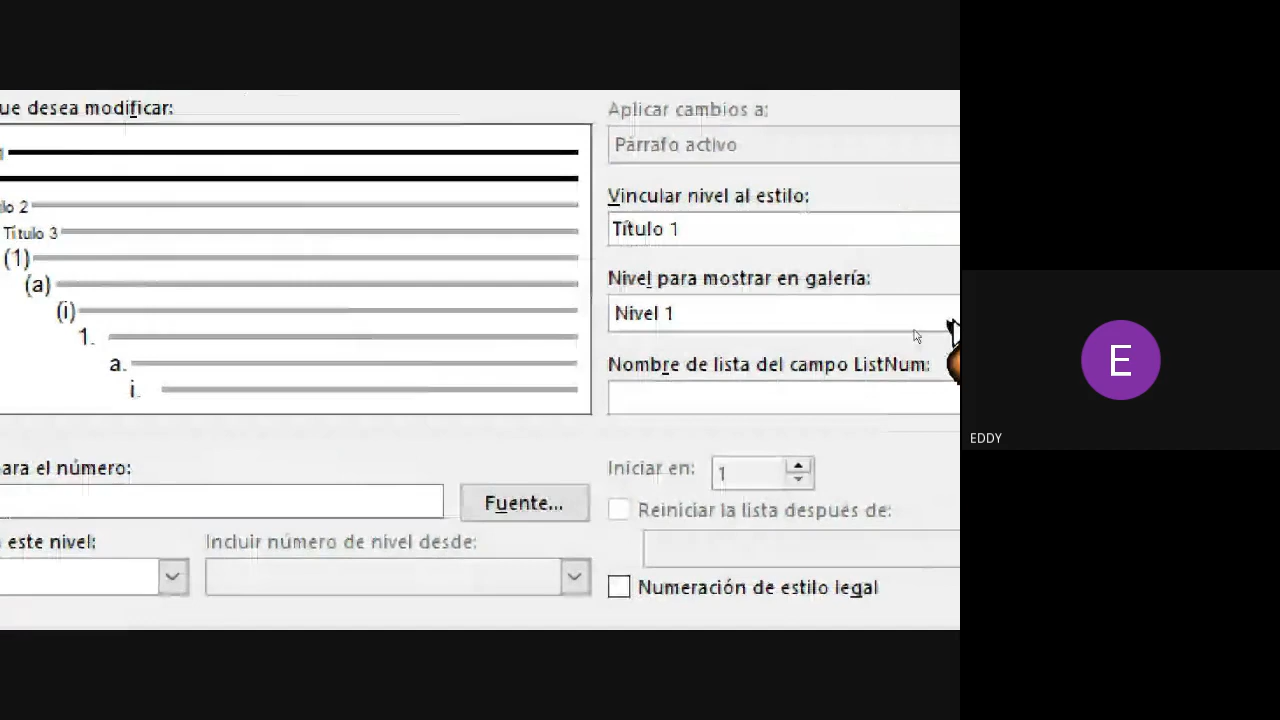 ue desea modificar:
lo 2
Título 3
(1)
(a)
(i)
1.
a.
i.
Aplicar cambios a:
Párrafo activo
Vincular nivel al estilo:
Título 1
Nivel para mostrar en galería:
Nivel 1
Nombre de lista del campo ListNum:
ara el número:
Fuente...
este nivel:
Incluir número de nivel desde:
Iniciar en:
1
Reiniciar la lista después de:
Numeración de estilo legal
E
EDDY